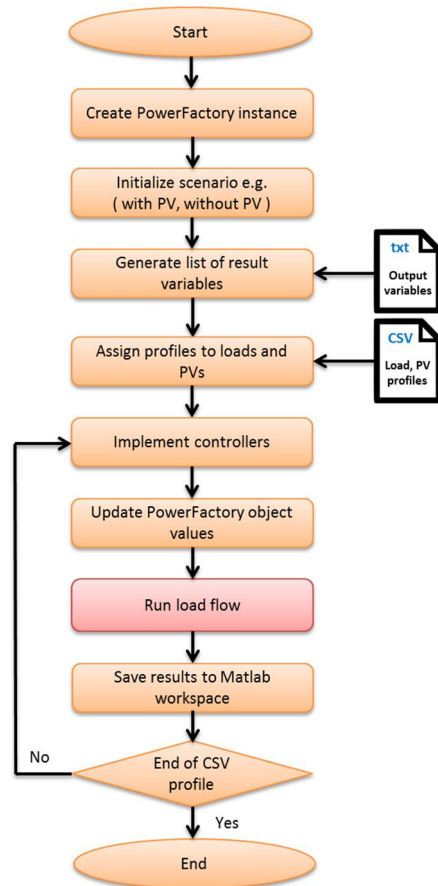 Start
Create PowerFactory instance
Initialize scenario e.g.
( with PV, without PV )
Generate list of result
variables
txt
Output
variables
Assign profiles to loads and
PVs
CSV
Load, PV
profiles
Implement controllers
Update PowerFactory object
values
Run load flow
Save results to Matlab
workspace
End of CSV
profile
No
Yes
End